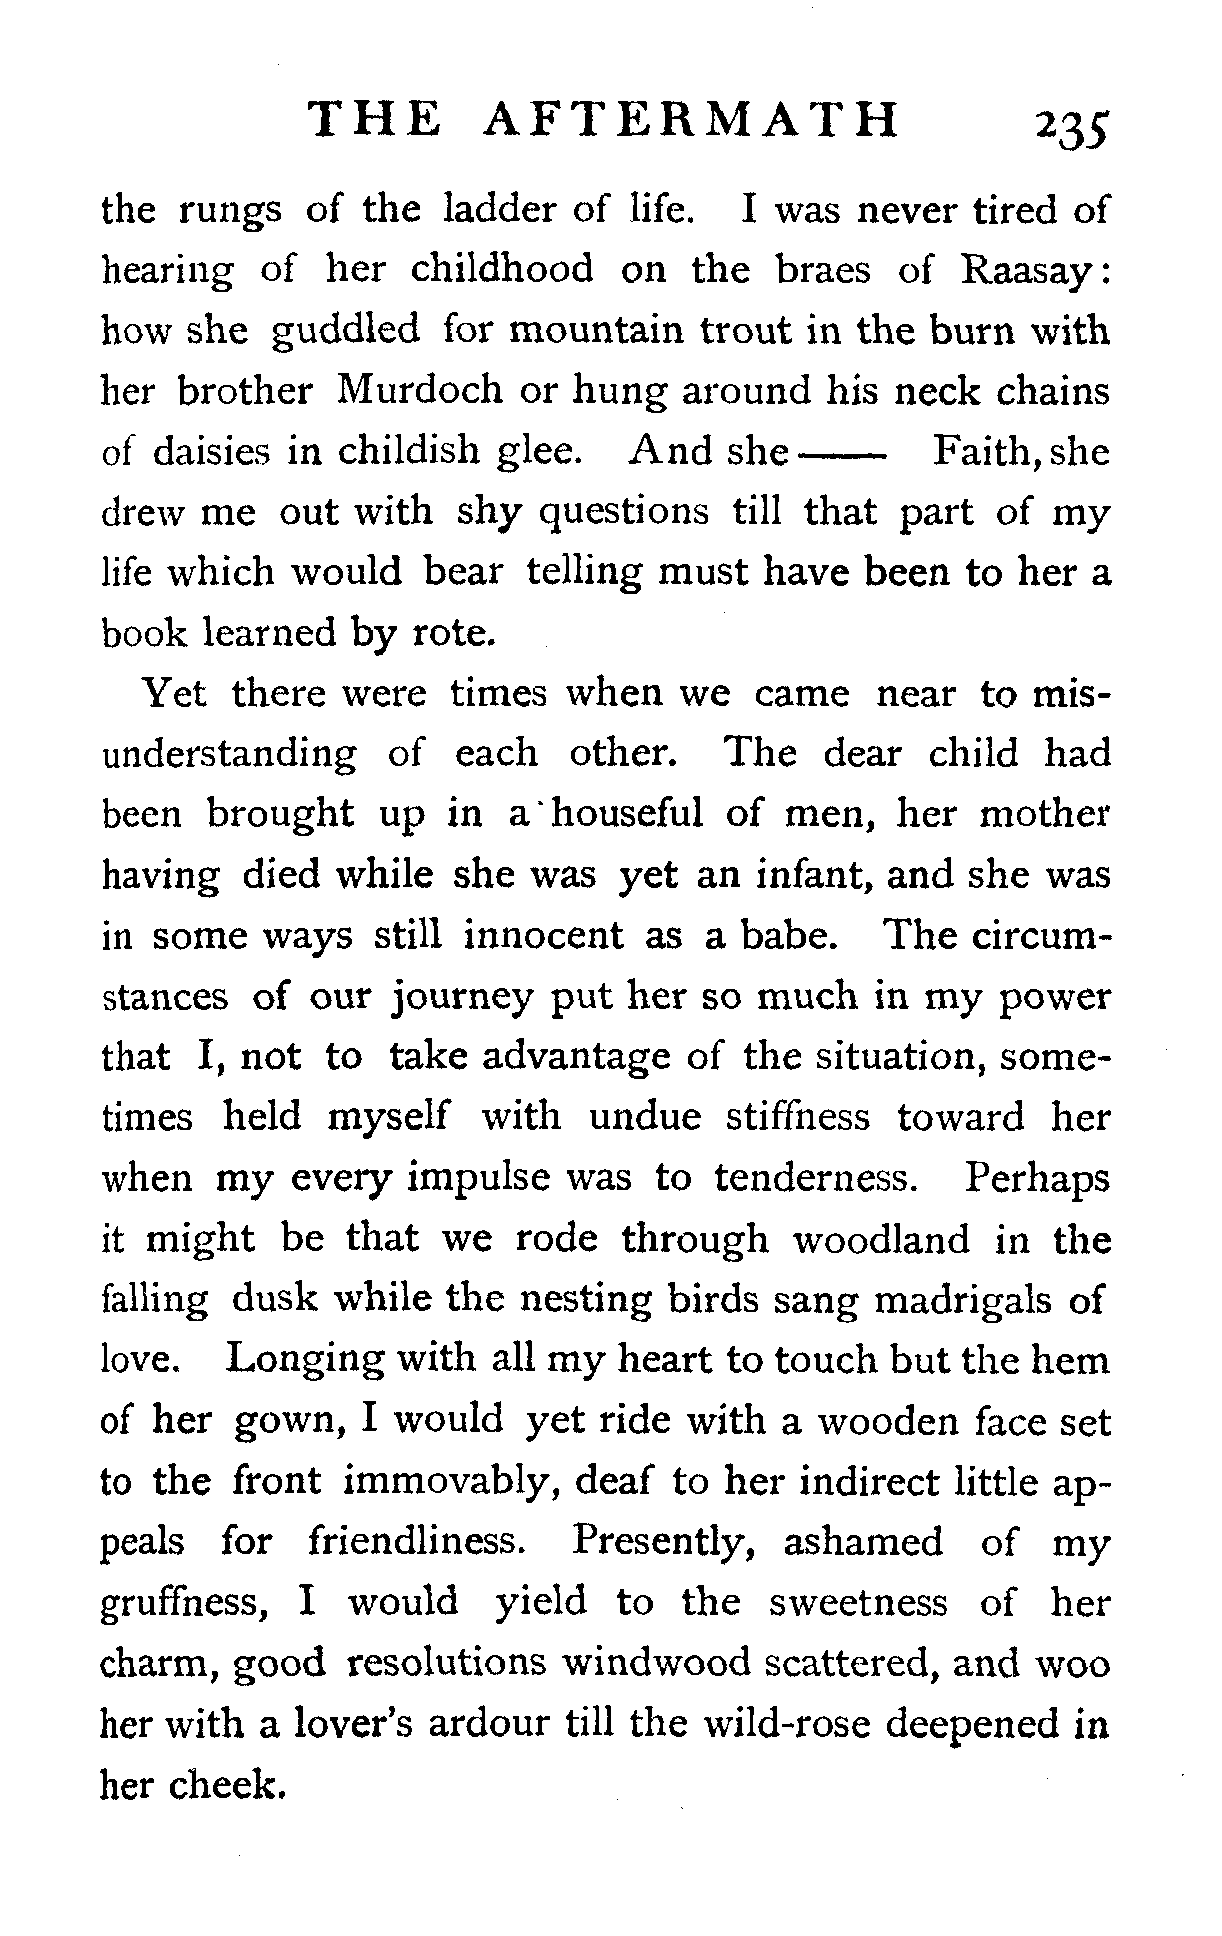 THE AFTERMATH 235
the rungs of the ladder of life. I was never tired of
hearing of her childhood on the braes of Raasay:
how she guddled for mountain trout in the burn with
her brother Murdoch or hung around his neck chains
of daisies in childish glee. And she—— Faith, she
drew me out with shy questions till that part of my
life which would bear telling must have been to her a
book learned by rote.
Yet there were times when we came near to mis-
understanding of each other. The dear child had
been brought up in a houseful of men, her mother
having died while she was yet an infant, and she was
in some ways still innocent as a babe. The circum-
stances of our journey put her so much in my power
that I, not to take advantage of the situation, some-
times held myself with undue stiffness toward her
when my every impulse was to tenderness. Perhaps
it might be that we rode through woodland in the
falling dusk while the nesting birds sang madrigals of
love. Longing with all my heart to touch but the hem
of her gown, I would yet ride with a wooden face set
to the front immovably, deaf to her indirect little ap-
peals for friendliness. Presently, ashamed of my
gruffness, I would yield to the sweetness of her
charm, good resolutions windwood scattered, and woo
her with a lover's ardour till the wild-rose deepened in
her cheek.